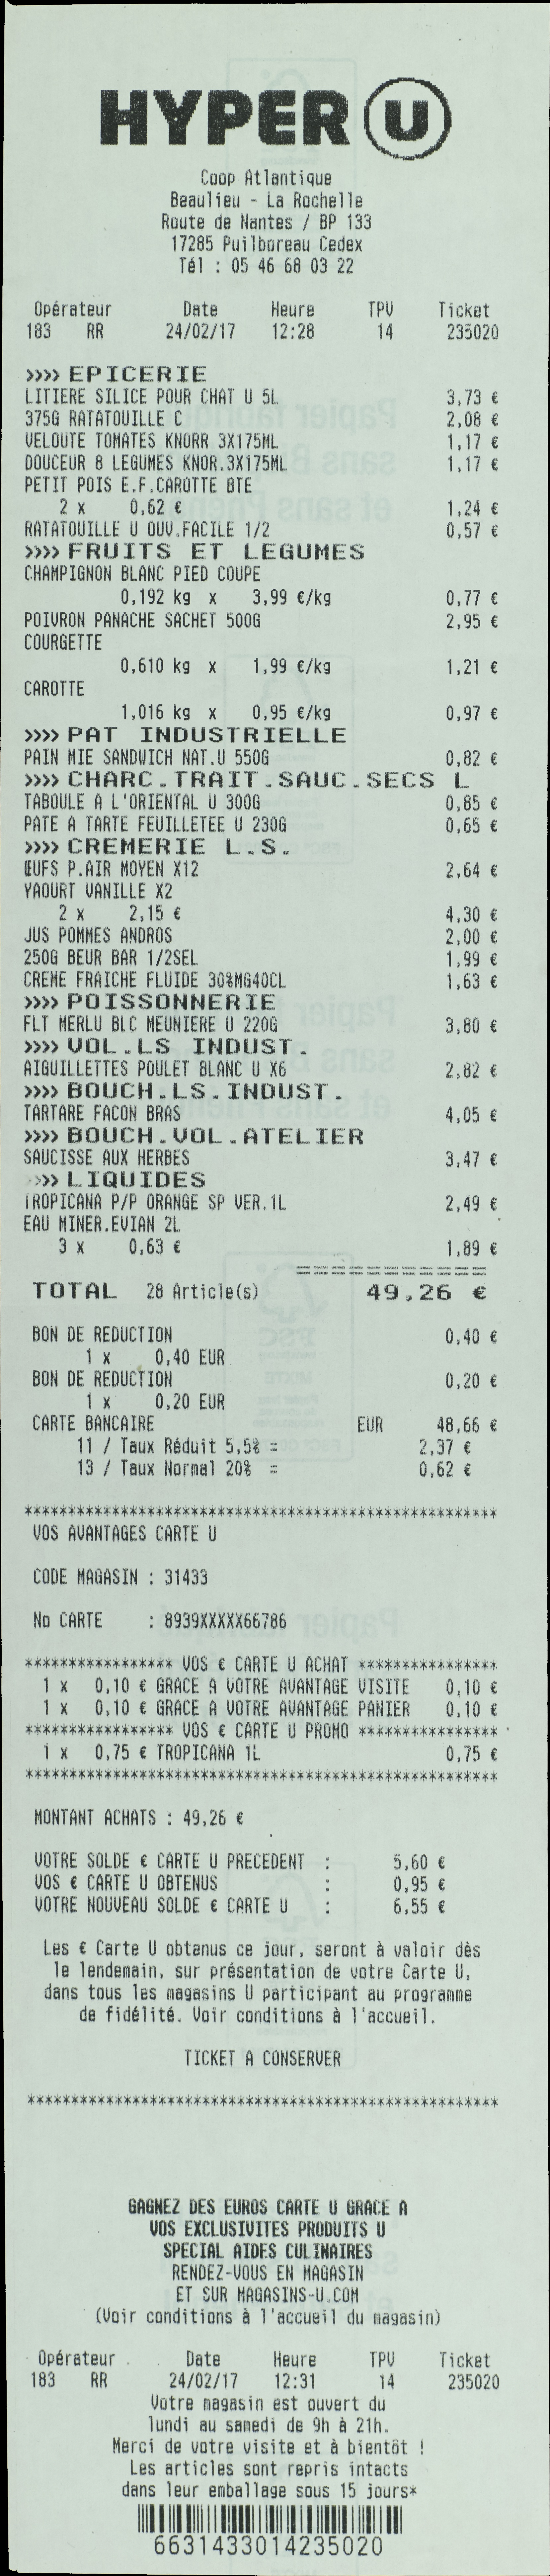 HYPER U
Coop Atlantique
Beaulieu - La Rochelle
Route de Nantes / BP 133
17285 Puilboreau Cedex
Tél : 05 46 68 03 22
Opérateur Date Heure TPV Ticket
183 RR 24/02/17 12:28 14 235020
>>>> EPICERIE
LITIERE SILICE POUR CHAT U 5L 3,73 €
375G RATATOUILLE C 2,08 €
VELOUTE TOMATES KNORR 3X175ML 1,17 €
DOUCEUR 8 LEGUMES KNOR.3X175ML 1,17 €
PETIT POIS E.F.CAROTTE BTE
2 x 0,62 € 1,24 €
RATATOUILLE U OUV.FACILE 1/2 0,57 €
>>>> FRUITS ET LEGUMES
CHAMPIGNON BLANC PIED COUPE
0,192 kg x 3,99 €/kg 0,77 €
POIVRON PANACHE SACHET 500G 2,95 €
COURGETTE
0,610 kg x 1,99 €/kg 1,21 €
CAROTTE
1,016 kg x 0,95 €/kg 0,97 €
>>>> PAT INDUSTRIELLE
PAIN MIE SANDWICH NAT.U 550G 0,82 €
>>>> CHARC.TRAIT.SAUC.SECS L
TABOULE A L'ORIENTAL U 300G 0,85 €
PATE A TARTE FEUILLETEE U 230G 0,65 €
>>>> CREMERIE L.S.
ŒUFS P.AIR MOYEN X12 2,64 €
YAOURT VANILLE X2
2 x 2,15 € 4,30 €
JUS POMMES ANDROS 2,00 €
250G BEUR BAR 1/2SEL 1,99 €
CREME FRAICHE FLUIDE 30%MG40CL 1,63 €
>>>> POISSONNERIE
FLT MERLU BLC MEUNIERE U 220G 3,80 €
>>>> VOL.LS INDUST.
AIGUILLETTES POULET BLANC U X6 2,82 €
>>>> BOUCH.LS.INDUST.
TARTARE FACON BRAS 4,05 €
>>>> BOUCH.VOL.ATELIER
SAUCISSE AUX HERBES 3,47 €
>>>> LIQUIDES
TROPICANA P/P ORANGE SP VER.1L 2,49 €
EAU MINER.EVIAN 2L
3 x 0,63 € 1,89 €
TOTAL 28 Article(s) 49,26 €
BON DE REDUCTION 0,40 €
1 x 0,40 EUR
BON DE REDUCTION 0,20 €
1 x 0,20 EUR
CARTE BANCAIRE EUR 48,66 €
11 / Taux Réduit 5,5% = 2,37 €
13 / Taux Normal 20% = 0,62 €
******************************************************
VOS AVANTAGES CARTE U
CODE MAGASIN : 31433
No CARTE : 8939XXXXX66786
***************** VOS € CARTE U ACHAT ****************
1 x 0,10 € GRACE A VOTRE AVANTAGE VISITE 0,10 €
1 x 0,10 € GRACE A VOTRE AVANTAGE PANIER 0,10 €
***************** VOS € CARTE U PROMO ****************
1 x 0,75 € TROPICANA 1L 0,75 €
******************************************************
MONTANT ACHATS : 49,26 €
VOTRE SOLDE € CARTE U PRECEDENT : 5,60 €
VOS € CARTE U OBTENUS : 0,95 €
VOTRE NOUVEAU SOLDE € CARTE U : 6,55 €
Les € Carte U obtenus ce jour, seront à valoir dès
le lendemain, sur présentation de votre Carte U,
dans tous les magasins U participant au programme
de fidélité. Voir conditions à l'accueil.
TICKET A CONSERVER
******************************************************
GAGNEZ DES EUROS CARTE U GRACE A
VOS EXCLUSIVITES PRODUITS U
SPECIAL AIDES CULINAIRES
RENDEZ-VOUS EN MAGASIN
ET SUR MAGASINS-U.COM
(Voir conditions à l'accueil du magasin)
Opérateur Date Heure TPV Ticket
183 RR 24/02/17 12:31 14 235020
Votre magasin est ouvert du
lundi au samedi de 9h à 21h.
Merci de votre visite et à bientôt !
Les articles sont repris intacts
dans leur emballage sous 15 jours*
6631433014235020